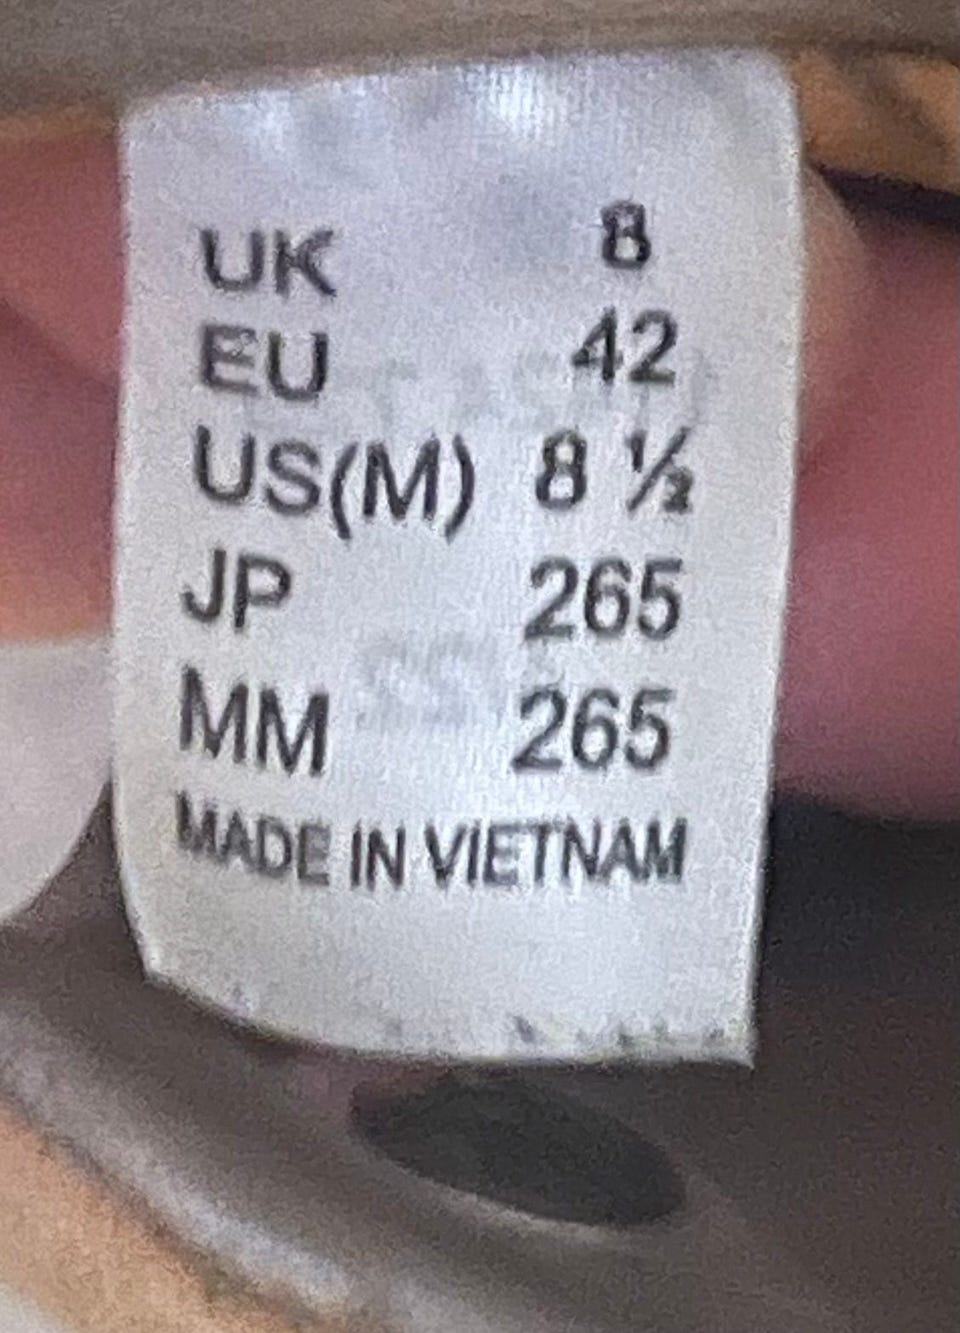 UK 8
EU 42
US(M) 8 ½
JP 265
MM 265
MADE IN VIETNAM